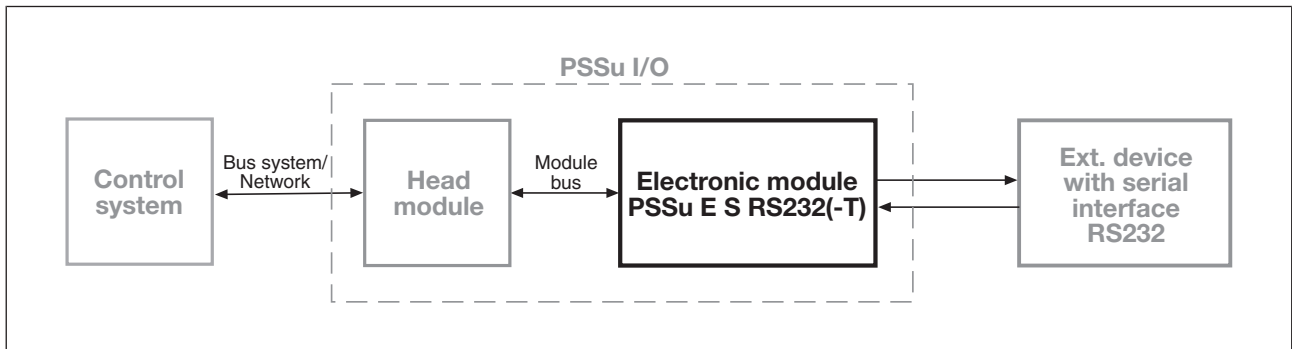 PSSu I/O
Control
system
Bus system/
Network
Head
module
Module
bus
Electronic module
PSSu E S RS232(-T)
Ext. device
with serial
interface
RS232